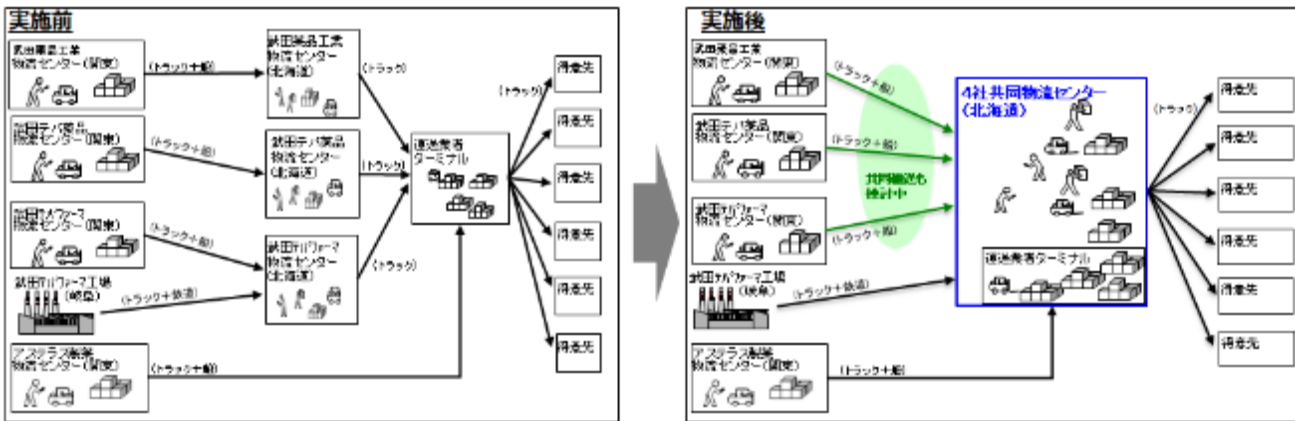 実施前
武田薬品工業
物流センター(関東)
(トラック+船)
武田薬品工業
物流センター
(北海道)
(トラック)
武田テバ薬品
物流センター(関東)
(トラック+船)
武田テバ薬品
物流センター
(北海道)
(トラック)
武田テバファーマ
物流センター(関東)
(トラック+船)
武田テバファーマ
物流センター
(北海道)
(トラック)
武田テバファーマ工場
(岐阜)
(トラック+鉄道)
アステラス製薬
物流センター(関東)
(トラック+船)
運送業者
ターミナル
(トラック)
得意先
得意先
得意先
得意先
得意先
得意先
実施後
武田薬品工業
物流センター(関東)
(トラック+船)
武田テバ薬品
物流センター(関東)
(トラック+船)
武田テバファーマ
物流センター(関東)
(トラック+船)
共同輸送も
検討中
武田テバファーマ工場
(岐阜)
(トラック+鉄道)
アステラス製薬
物流センター(関東)
(トラック+船)
4社共同物流センター
(北海道)
運送業者ターミナル
(トラック)
得意先
得意先
得意先
得意先
得意先
得意先